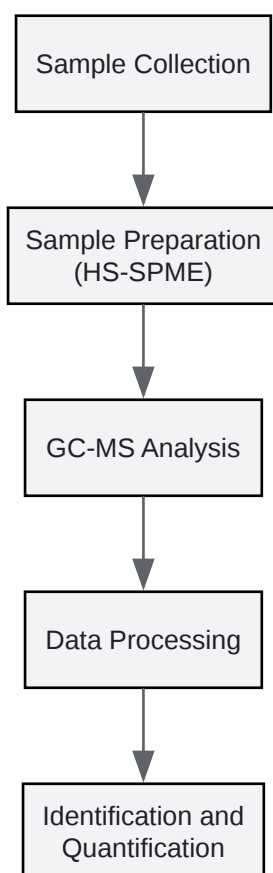 Sample Collection
Sample Preparation
(HS-SPME)
GC-MS Analysis
Data Processing
Identification and
Quantification